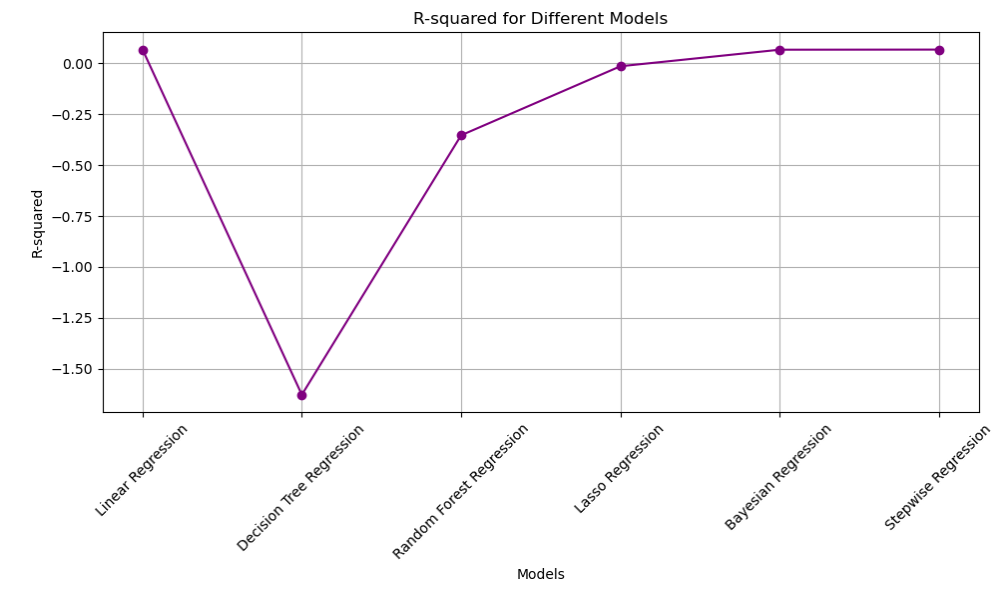 R-squared for Different Models
0.00
−0.25
−0.50
−0.75
−1.00
−1.25
−1.50
R-squared
Linear Regression
Decision Tree Regression
Random Forest Regression
Lasso Regression
Bayesian Regression
Stepwise Regression
Models